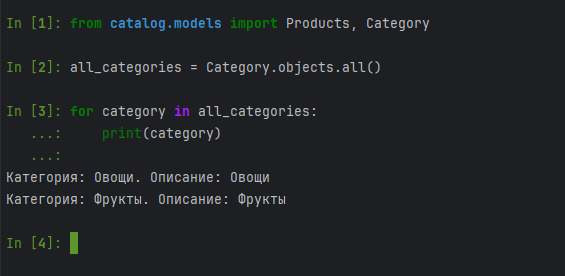 In [1]: from catalog.models import Products, Category
In [2]: all_categories = Category.objects.all()
In [3]: for category in all_categories:
   ...:     print(category)
   ...:
Категория: Овощи. Описание: Овощи
Категория: Фрукты. Описание: Фрукты
In [4]: